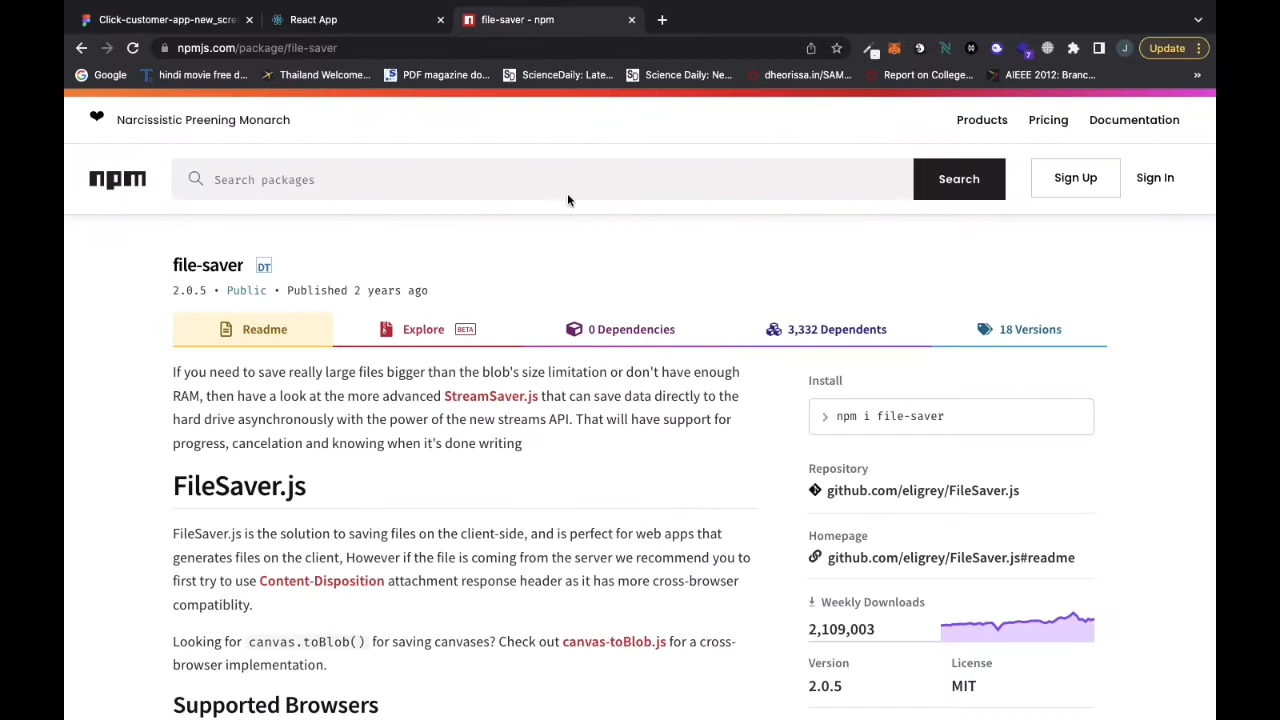 Click-customer-app-new_scre
React App
file-saver - npm
npmjs.com/package/file-saver
7
J
Update
Google
hindi movie free d...
Thailand Welcome...
PDF magazine do...
Sd
ScienceDaily: Late...
Sd
Science Daily: Ne...
dheorissa.in/SAM...
Report on College...
AIEEE 2012: Branc...
»
Narcissistic Preening Monarch
Products
Pricing
Documentation
npm
Search packages
Search
Sign Up
Sign In
file-saver DT
2.0.5 • Public • Published 2 years ago
Readme
Explore BETA
0 Dependencies
3,332 Dependents
18 Versions
If you need to save really large files bigger than the blob's size limitation or don't have enough
RAM, then have a look at the more advanced StreamSaver.js that can save data directly to the
hard drive asynchronously with the power of the new streams API. That will have support for
progress, cancelation and knowing when it's done writing
FileSaver.js
FileSaver.js is the solution to saving files on the client-side, and is perfect for web apps that
generates files on the client, However if the file is coming from the server we recommend you to
first try to use Content-Disposition attachment response header as it has more cross-browser
compatiblity.
Looking for canvas.toBlob() for saving canvases? Check out canvas-toBlob.js for a cross-
browser implementation.
Supported Browsers
Install
npm i file-saver
Repository
github.com/eligrey/FileSaver.js
Homepage
github.com/eligrey/FileSaver.js#readme
Weekly Downloads
2,109,003
Version
License
2.0.5
MIT